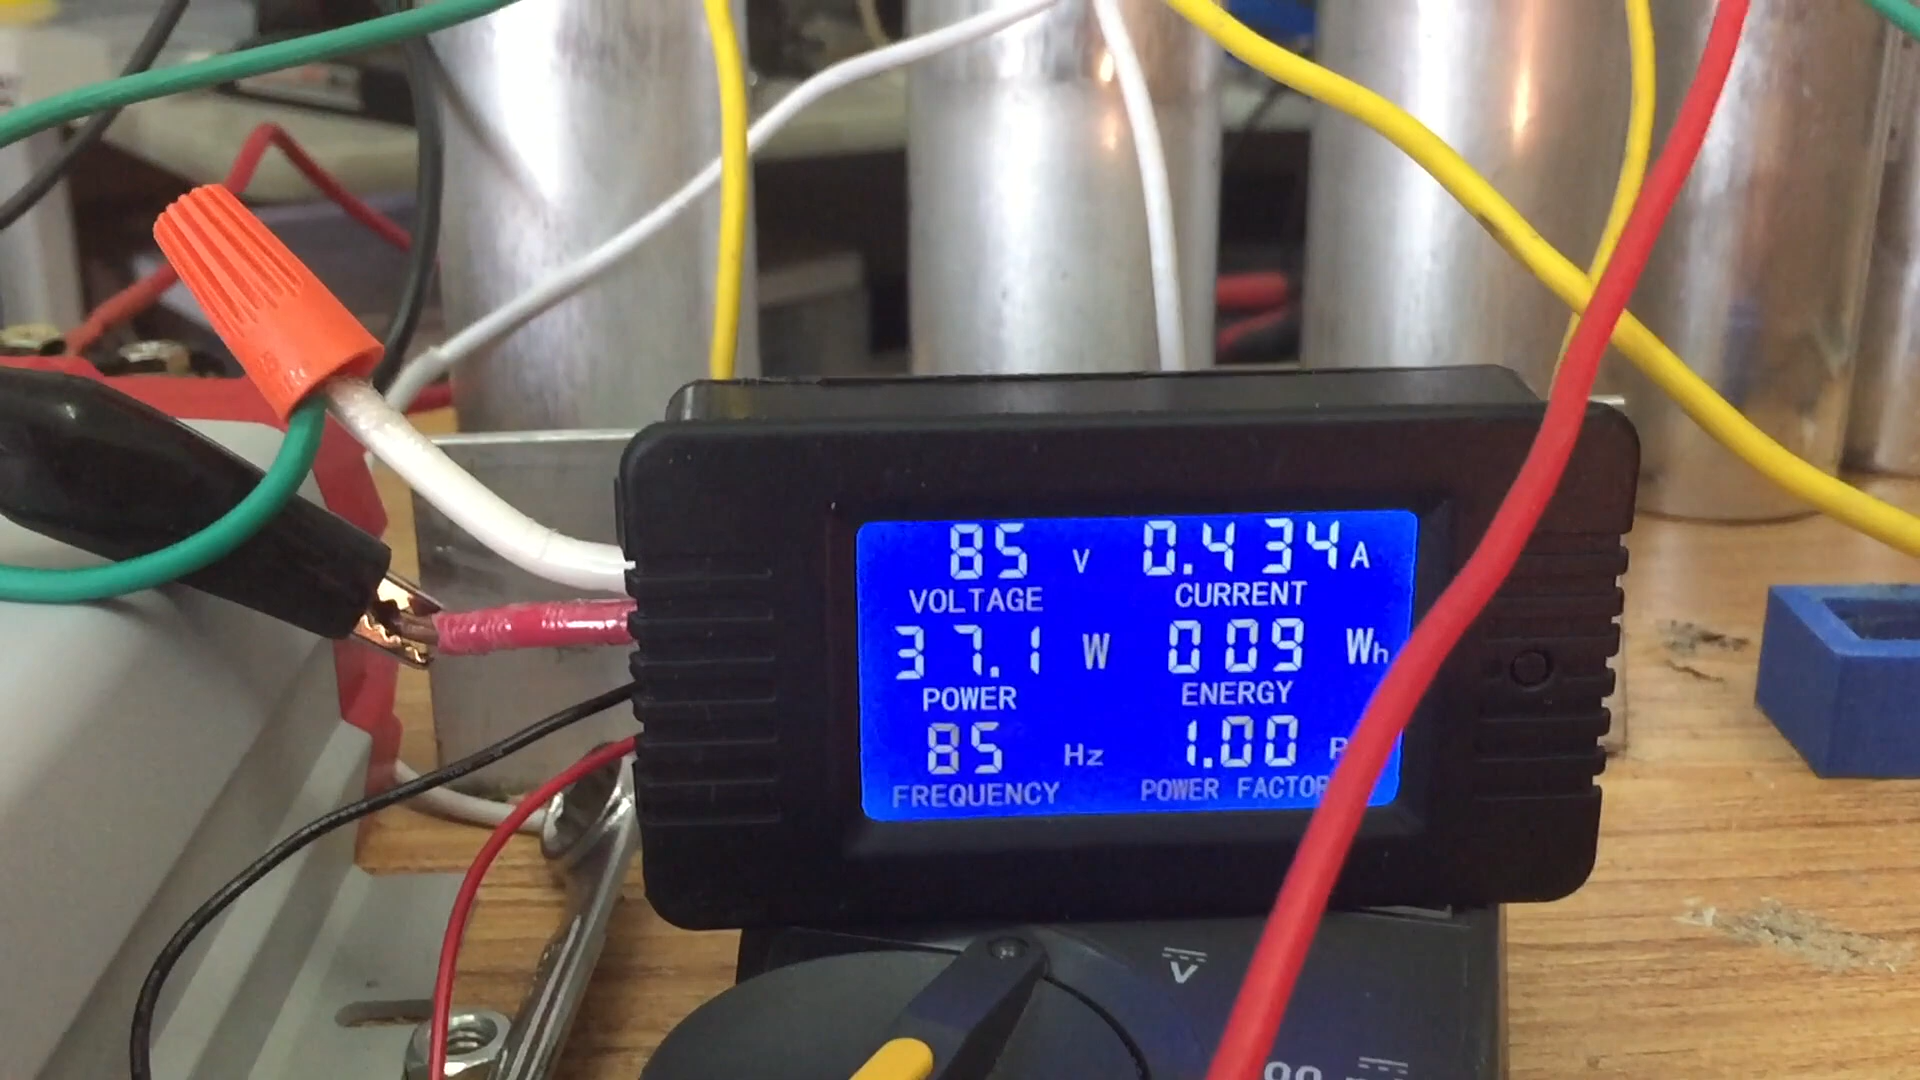 85 V 0.434 A
VOLTAGE CURRENT
37.1 W 009 Wh
POWER ENERGY
85 Hz 1.00
FREQUENCY POWER FACTOR
V